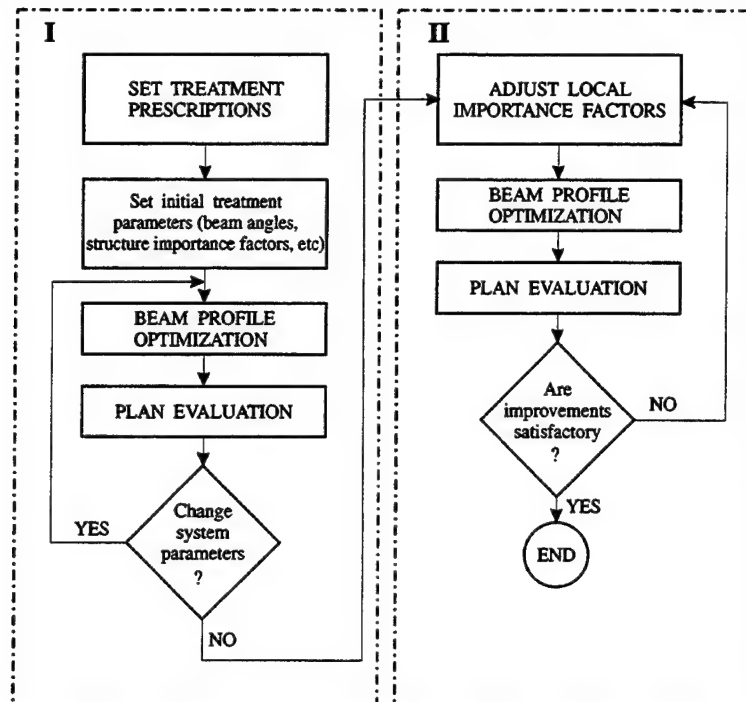 I
SET TREATMENT
PRESCRIPTIONS
Set initial treatment
parameters (beam angles,
structure importance factors, etc)
BEAM PROFILE
OPTIMIZATION
PLAN EVALUATION
Change
system
parameters
?
YES
NO
II
ADJUST LOCAL
IMPORTANCE FACTORS
BEAM PROFILE
OPTIMIZATION
PLAN EVALUATION
Are
improvements
satisfactory
?
NO
YES
END